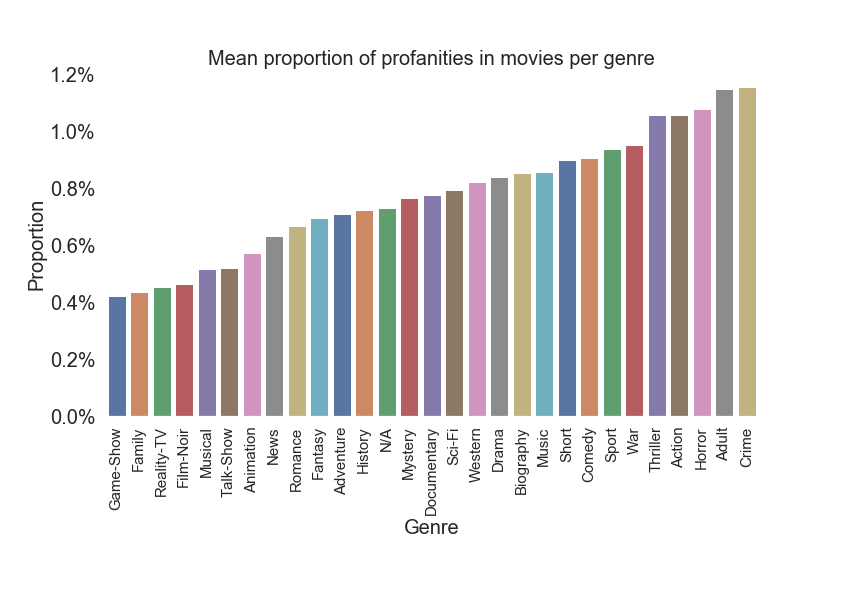 Mean proportion of profanities in movies per genre
1.2%
1.0%
0.8%
0.6%
0.4%
0.2%
0.0%
Proportion
Game-Show
Family
Reality-TV
Film-Noir
Musical
Talk-Show
Animation
News
Romance
Fantasy
Adventure
History
N/A
Mystery
Documentary
Sci-Fi
Western
Drama
Biography
Music
Short
Comedy
Sport
War
Thriller
Action
Horror
Adult
Crime
Genre